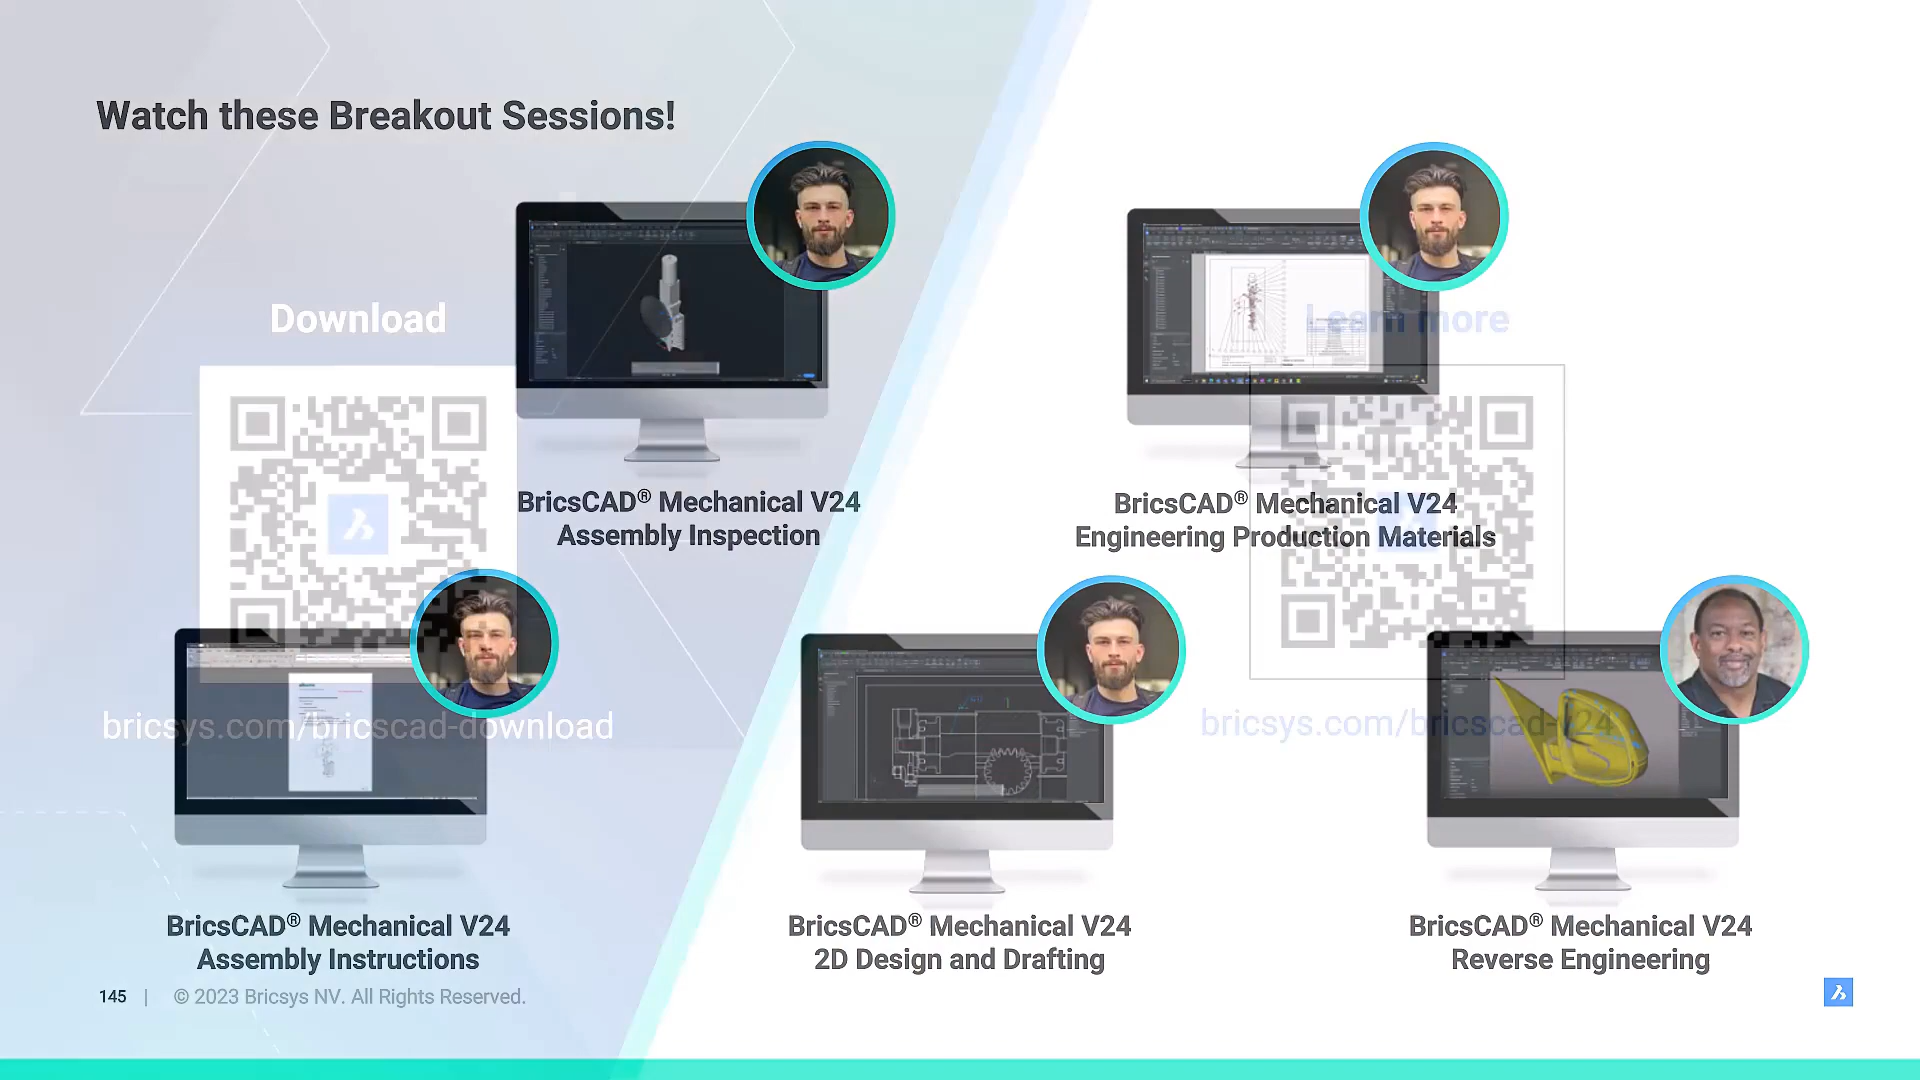 Watch these Breakout Sessions!
Download
Learn more
BricsCAD® Mechanical V24
Assembly Inspection
BricsCAD® Mechanical V24
Engineering Production Materials
bricsys.com/bricscad-download
bricsys.com/bricscad-v24
BricsCAD® Mechanical V24
Assembly Instructions
BricsCAD® Mechanical V24
2D Design and Drafting
BricsCAD® Mechanical V24
Reverse Engineering
145 | © 2023 Bricsys NV. All Rights Reserved.